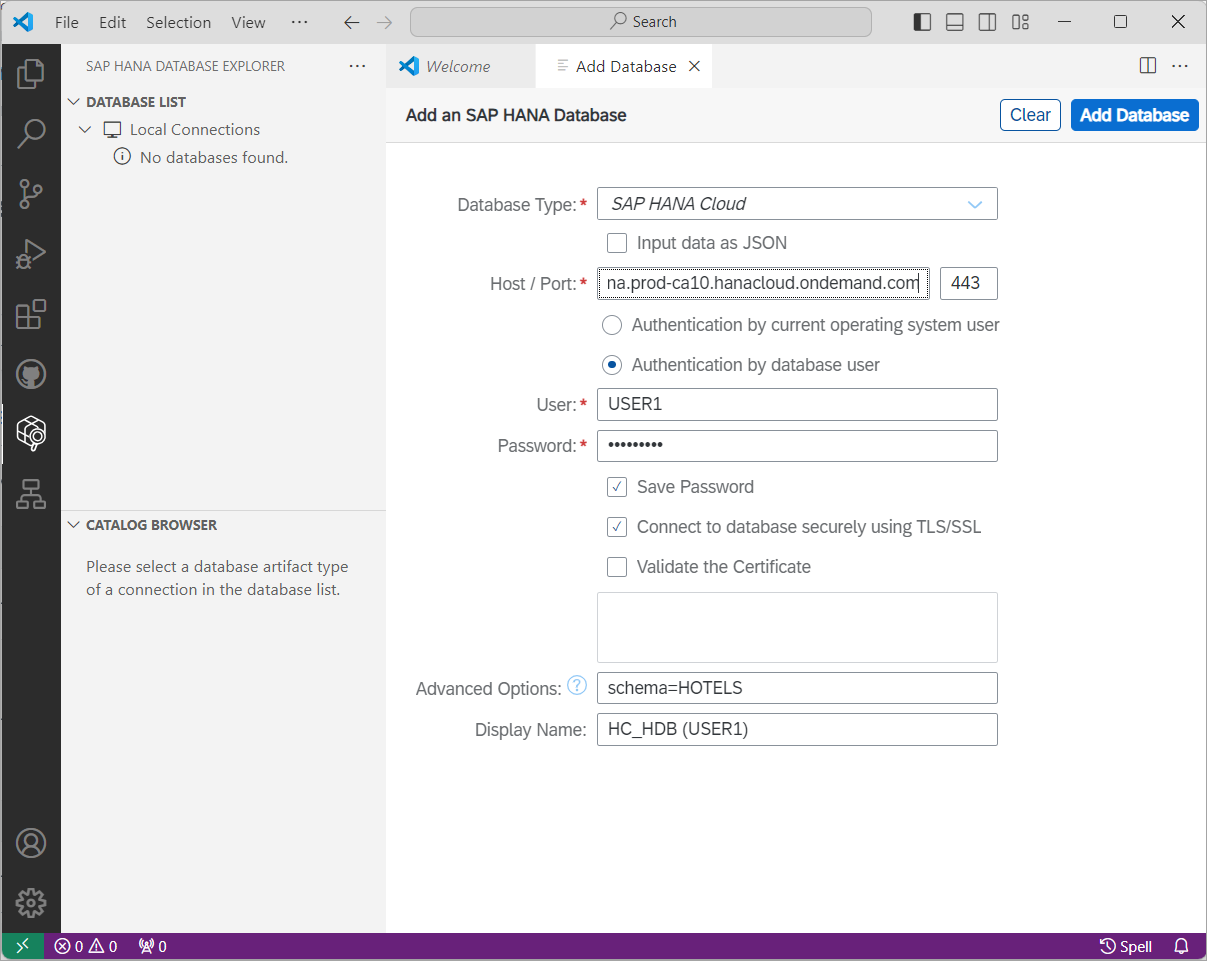 File Edit Selection View ··· Search
SAP HANA DATABASE EXPLORER ···
DATABASE LIST
Local Connections
No databases found.
CATALOG BROWSER
Please select a database artifact type
of a connection in the database list.
Welcome Add Database
Add an SAP HANA Database Clear Add Database
Database Type:* SAP HANA Cloud
Input data as JSON
Host / Port:* na.prod-ca10.hanacloud.ondemand.com 443
Authentication by current operating system user
Authentication by database user
User:* USER1
Password:* •••••••••
Save Password
Connect to database securely using TLS/SSL
Validate the Certificate
Advanced Options: ? schema=HOTELS
Display Name: HC_HDB (USER1)
0 0 0 Spell